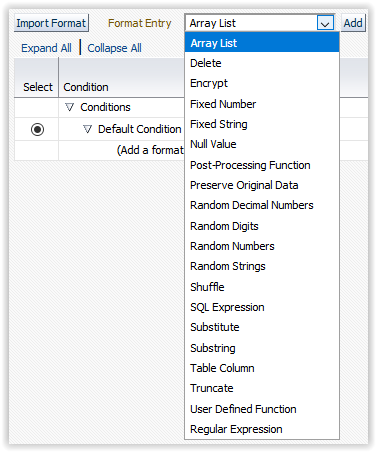 Import Format Format Entry Array List Add
Expand All Collapse All
Array List
Delete
Encrypt
Fixed Number
Fixed String
Null Value
Post-Processing Function
Preserve Original Data
Random Decimal Numbers
Random Digits
Random Numbers
Random Strings
Shuffle
SQL Expression
Substitute
Substring
Table Column
Truncate
User Defined Function
Regular Expression
Select Condition
Conditions
Default Condition
(Add a format